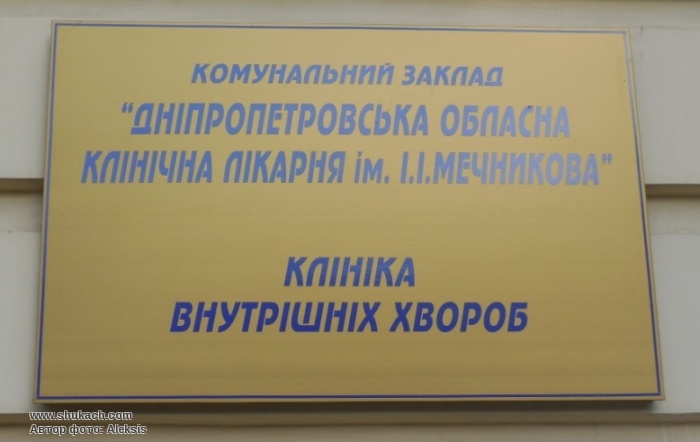 КОМУНАЛЬНИЙ ЗАКЛАД
"ДНІПРОПЕТРОВСЬКА ОБЛАСНА
КЛІНІЧНА ЛІКАРНЯ ім. І.І.МЕЧНИКОВА"
КЛІНІКА
ВНУТРІШНІХ ХВОРОБ
www.shukach.com
Автор фото: Aleksis